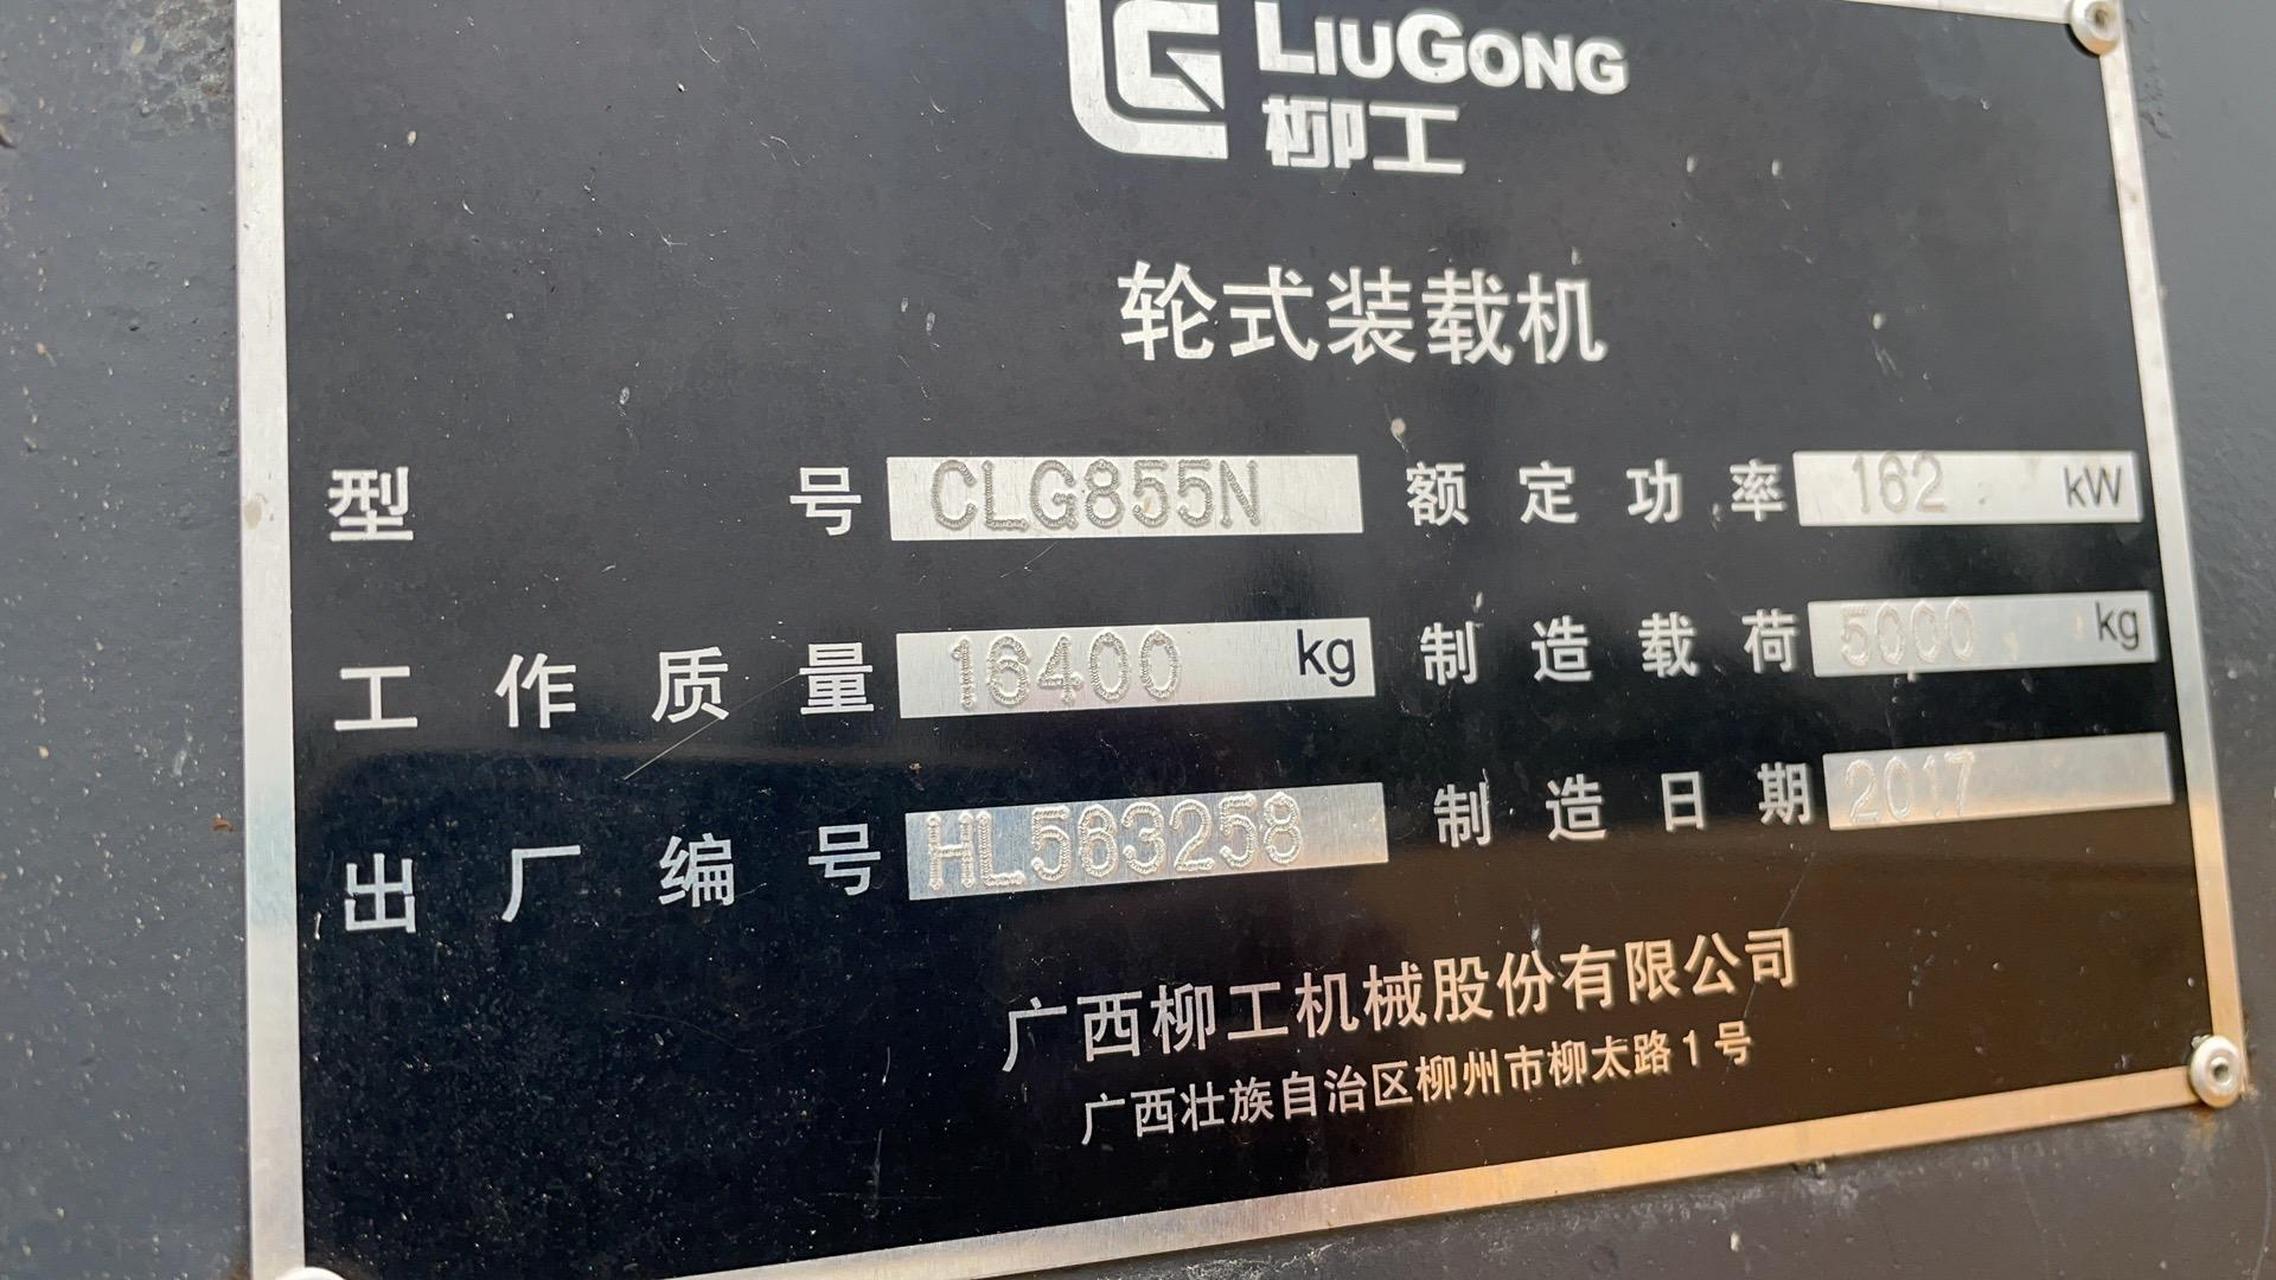 LIUGONG
柳工
轮式装载机
型号 CLG855N 额定功率 162 kW
工作质量 16400 kg 制造载荷 5000 kg
出厂编号 HL563258 制造日期 2017
广西柳工机械股份有限公司
广西壮族自治区柳州市柳太路1号